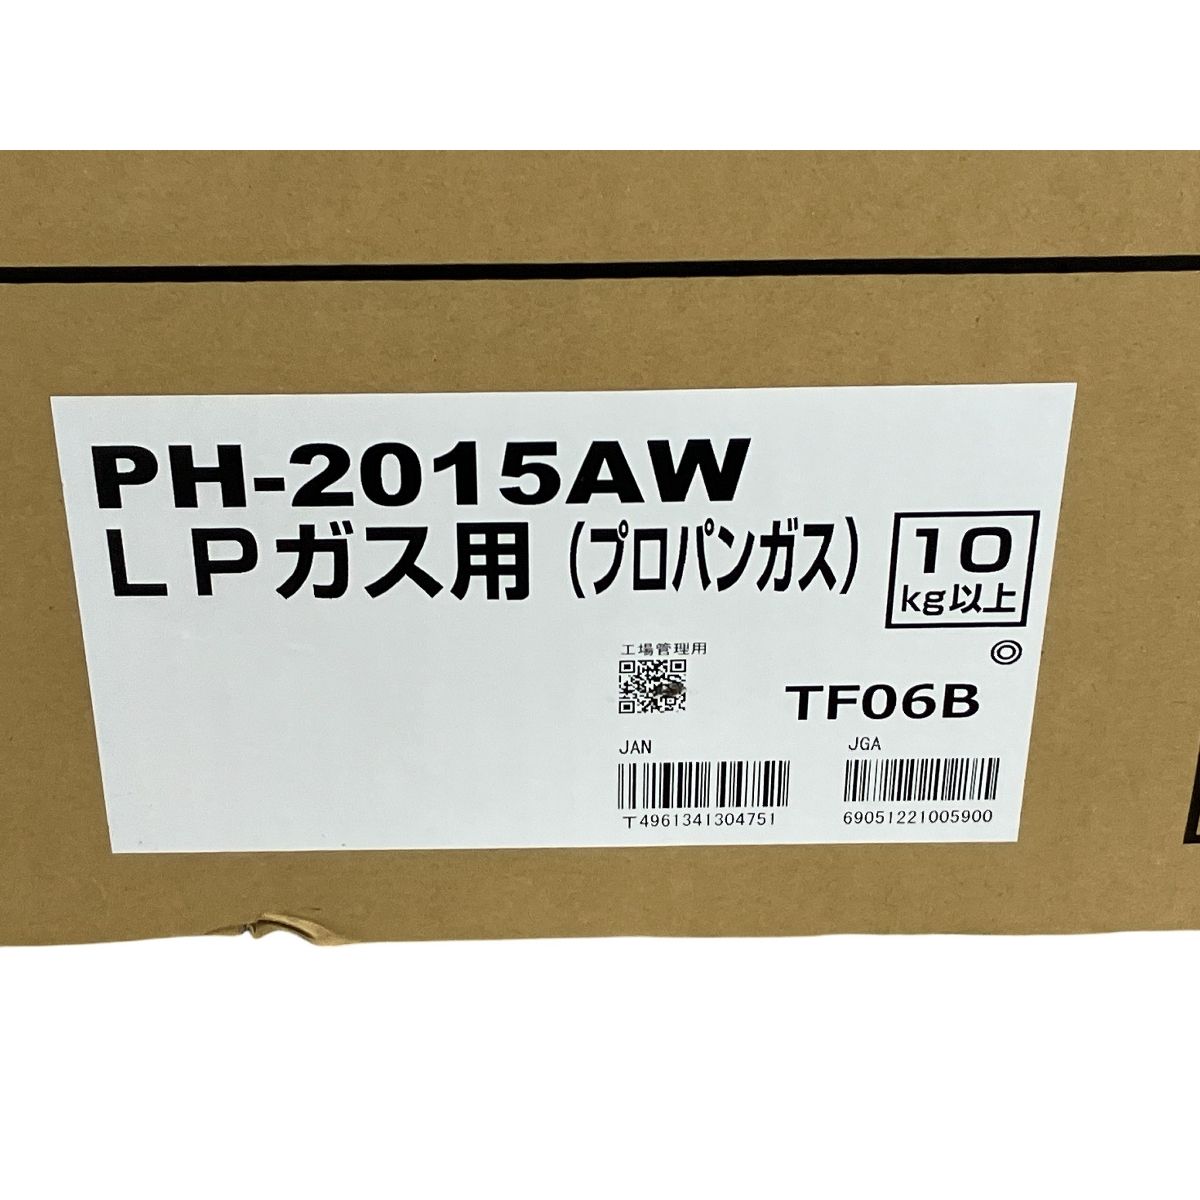 PH-2015AW
LPガス用（プロパンガス）
10
kg以上
◎
工場管理用
TF06B
JAN
JGA
T4961341304751
69051221005900